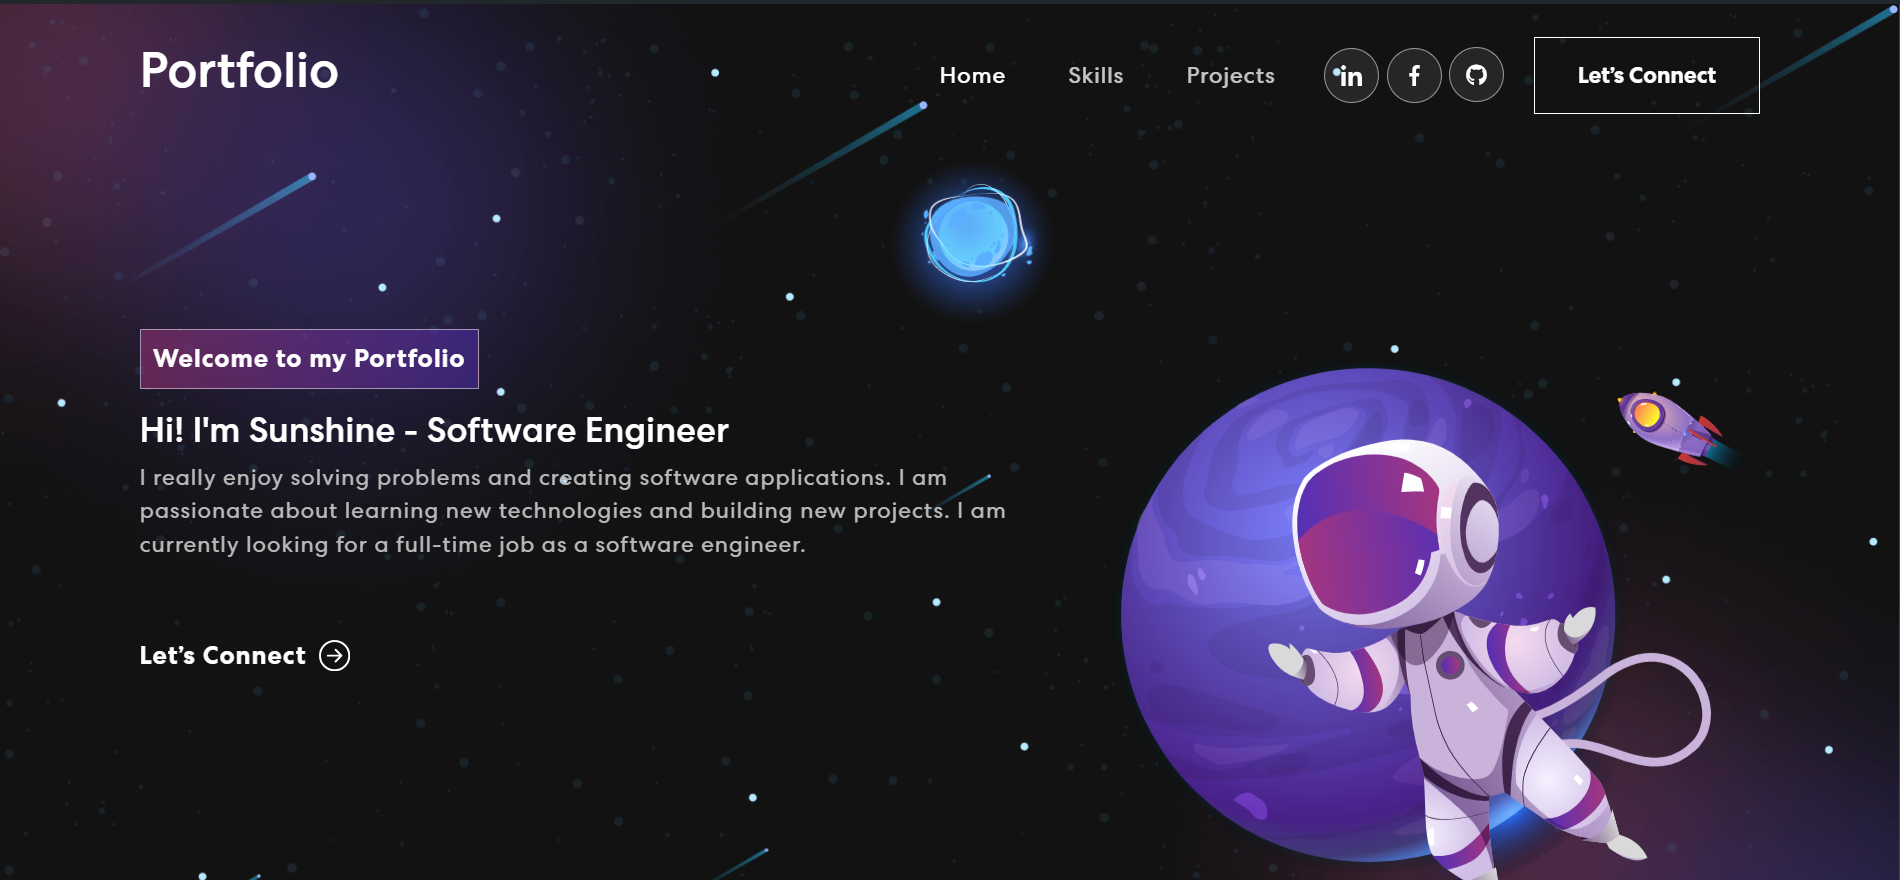 Portfolio
Home
Skills
Projects
in
f
Let’s Connect
Welcome to my Portfolio
Hi! I'm Sunshine - Software Engineer
I really enjoy solving problems and creating software applications. I am
passionate about learning new technologies and building new projects. I am
currently looking for a full-time job as a software engineer.
Let’s Connect